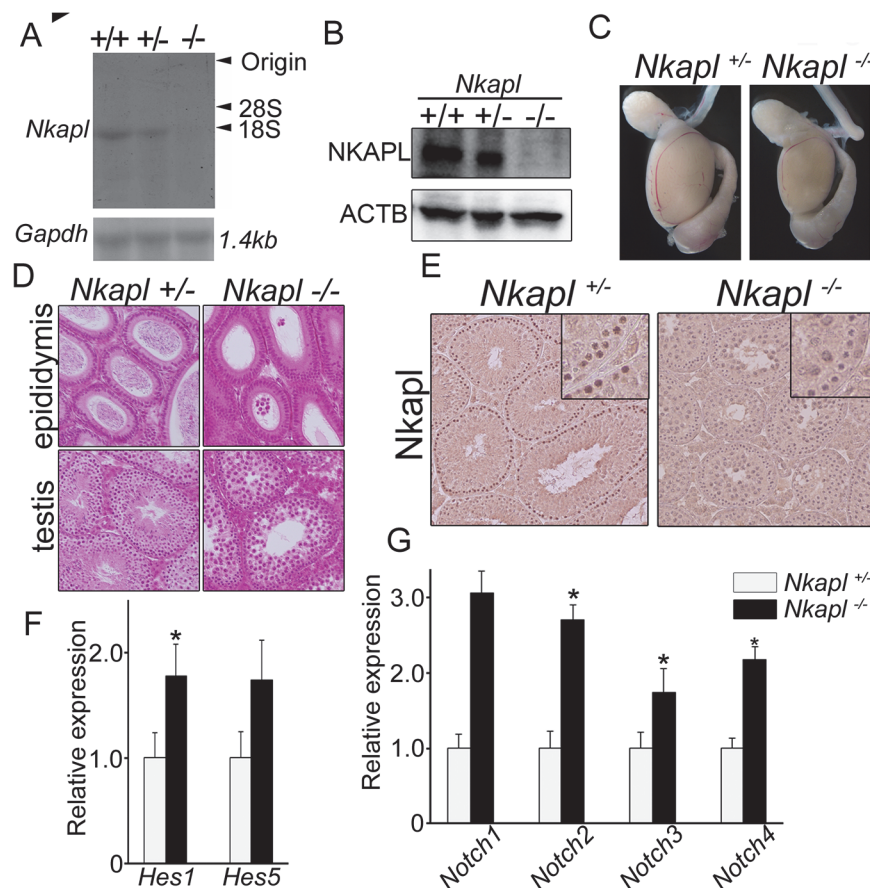 A
+/+ +/- -/-
Origin
28S
Nkapl
18S
Gapdh
1.4kb
B
Nkapl
+/+ +/- -/-
NKAPL
ACTB
C
Nkapl +/- Nkapl -/-
D
Nkapl +/- Nkapl -/-
epididymis
testis
E
Nkapl +/- Nkapl -/-
Nkapl
F
Relative expression
2.0
*
1.0
0
Hes1 Hes5
G
Relative expression
3.0
2.0
1.0
0
* * *
Notch1 Notch2 Notch3 Notch4
Nkapl +/-
Nkapl -/-